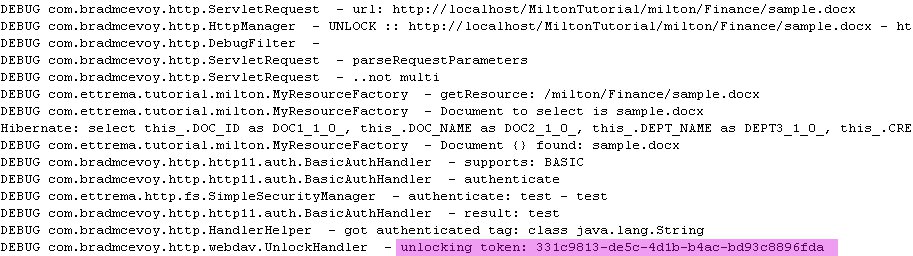 DEBUG com.bradmcevoy.http.ServletRequest - url: http://localhost/MiltonTutorial/milton/Finance/sample.docx
DEBUG com.bradmcevoy.http.HttpManager - UNLOCK :: http://localhost/MiltonTutorial/milton/Finance/sample.docx - ht
DEBUG com.bradmcevoy.http.DebugFilter -
DEBUG com.bradmcevoy.http.ServletRequest - parseRequestParameters
DEBUG com.bradmcevoy.http.ServletRequest - ..not multi
DEBUG com.ettrema.tutorial.milton.MyResourceFactory - getResource: /milton/Finance/sample.docx
DEBUG com.ettrema.tutorial.milton.MyResourceFactory - Document to select is sample.docx
Hibernate: select this_.DOC_ID as DOC1_1_0_, this_.DOC_NAME as DOC2_1_0_, this_.DEPT_NAME as DEPT3_1_0_, this_.CRE
DEBUG com.ettrema.tutorial.milton.MyResourceFactory - Document {} found: sample.docx
DEBUG com.bradmcevoy.http.http11.auth.BasicAuthHandler - supports: BASIC
DEBUG com.bradmcevoy.http.http11.auth.BasicAuthHandler - authenticate
DEBUG com.ettrema.http.fs.SimpleSecurityManager - authenticate: test - test
DEBUG com.bradmcevoy.http.http11.auth.BasicAuthHandler - result: test
DEBUG com.bradmcevoy.http.HandlerHelper - got authenticated tag: class java.lang.String
DEBUG com.bradmcevoy.http.webdav.UnlockHandler - unlocking token: 331c9813-de5c-4d1b-b4ac-bd93c8896fda